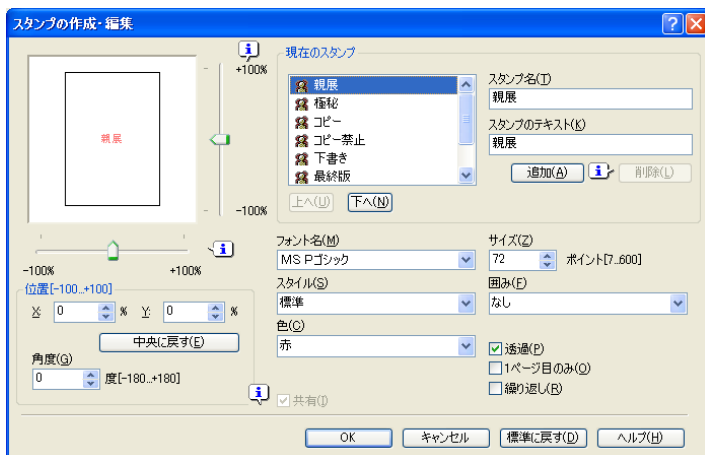 スタンプの作成・編集
親展
+100%
-100%
-100%
+100%
位置[-100...+100]
X: 0 % Y: 0 %
中央に戻す(E)
角度(G)
0 度[-180...+180]
現在のスタンプ
親展
極秘
コピー
コピー禁止
下書き
最終版
上へ(U) 下へ(N)
スタンプ名(T)
親展
スタンプのテキスト(K)
親展
追加(A) 削除(L)
フォント名(M)
MS Pゴシック
スタイル(S)
標準
色(C)
赤
共有(I)
サイズ(Z)
72 ポイント[7..600]
囲み(F)
なし
透過(P)
1ページ目のみ(O)
繰り返し(R)
OK キャンセル 標準に戻す(D) ヘルプ(H)